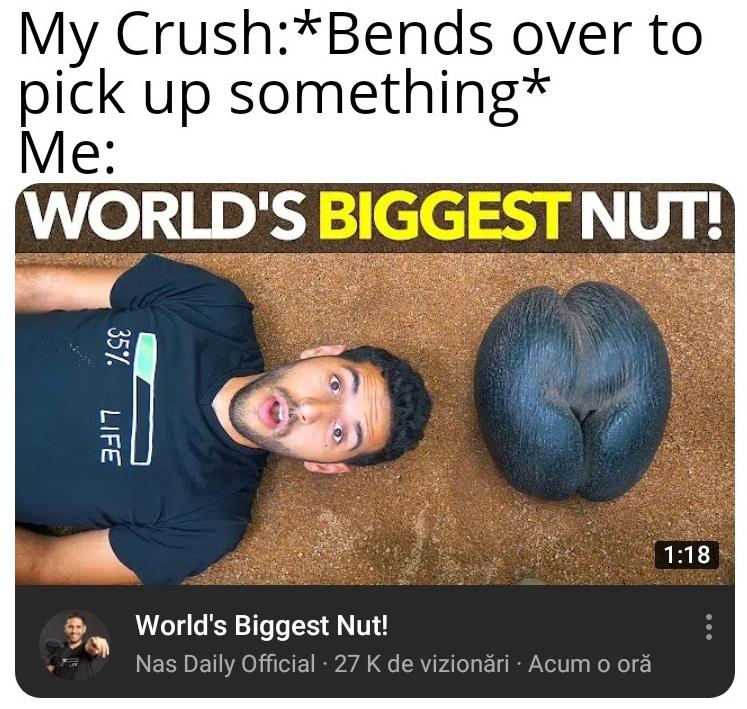 My Crush:*Bends over to
pick up something*
Me:
WORLD'S BIGGEST NUT!
35%
LIFE
1:18
World's Biggest Nut!
Nas Daily Official · 27 K de vizionări · Acum o oră